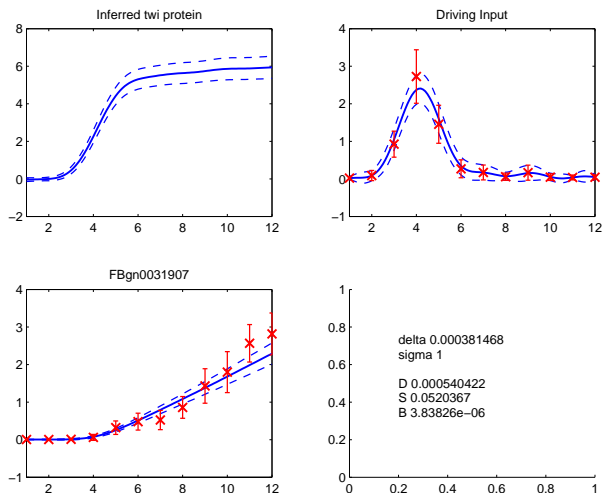 Inferred twi protein
8
6
4
2
0
−2
2 4 6 8 10 12
Driving Input
4
3
2
1
0
−1
2 4 6 8 10 12
FBgn0031907
4
3
2
1
0
−1
2 4 6 8 10 12
1
0.8
0.6
0.4
0.2
0
0 0.2 0.4 0.6 0.8 1
delta 0.000381468
sigma 1
D 0.000540422
S 0.0520367
B 3.83826e−06